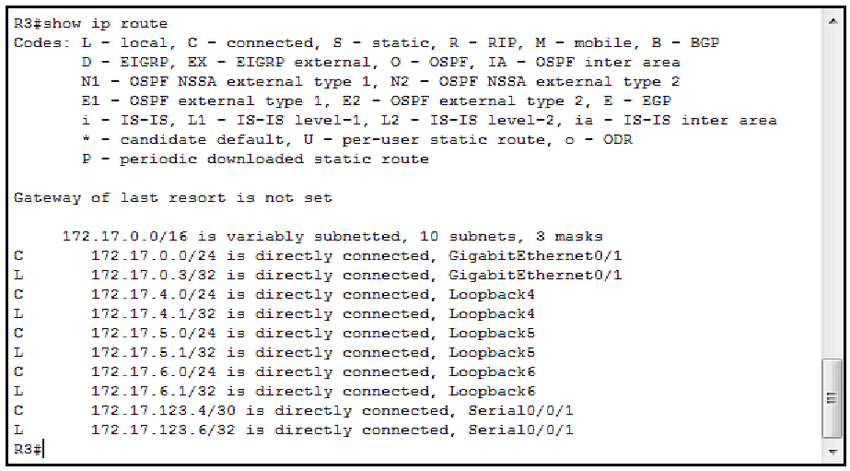 R3#show ip route
Codes: L - local, C - connected, S - static, R - RIP, M - mobile, B - BGP
       D - EIGRP, EX - EIGRP external, O - OSPF, IA - OSPF inter area
       N1 - OSPF NSSA external type 1, N2 - OSPF NSSA external type 2
       E1 - OSPF external type 1, E2 - OSPF external type 2, E - EGP
       i - IS-IS, L1 - IS-IS level-1, L2 - IS-IS level-2, ia - IS-IS inter area
       * - candidate default, U - per-user static route, o - ODR
       P - periodic downloaded static route
Gateway of last resort is not set
     172.17.0.0/16 is variably subnetted, 10 subnets, 3 masks
C       172.17.0.0/24 is directly connected, GigabitEthernet0/1
L       172.17.0.3/32 is directly connected, GigabitEthernet0/1
C       172.17.4.0/24 is directly connected, Loopback4
L       172.17.4.1/32 is directly connected, Loopback4
C       172.17.5.0/24 is directly connected, Loopback5
L       172.17.5.1/32 is directly connected, Loopback5
C       172.17.6.0/24 is directly connected, Loopback6
L       172.17.6.1/32 is directly connected, Loopback6
C       172.17.123.4/30 is directly connected, Serial0/0/1
L       172.17.123.6/32 is directly connected, Serial0/0/1
R3#